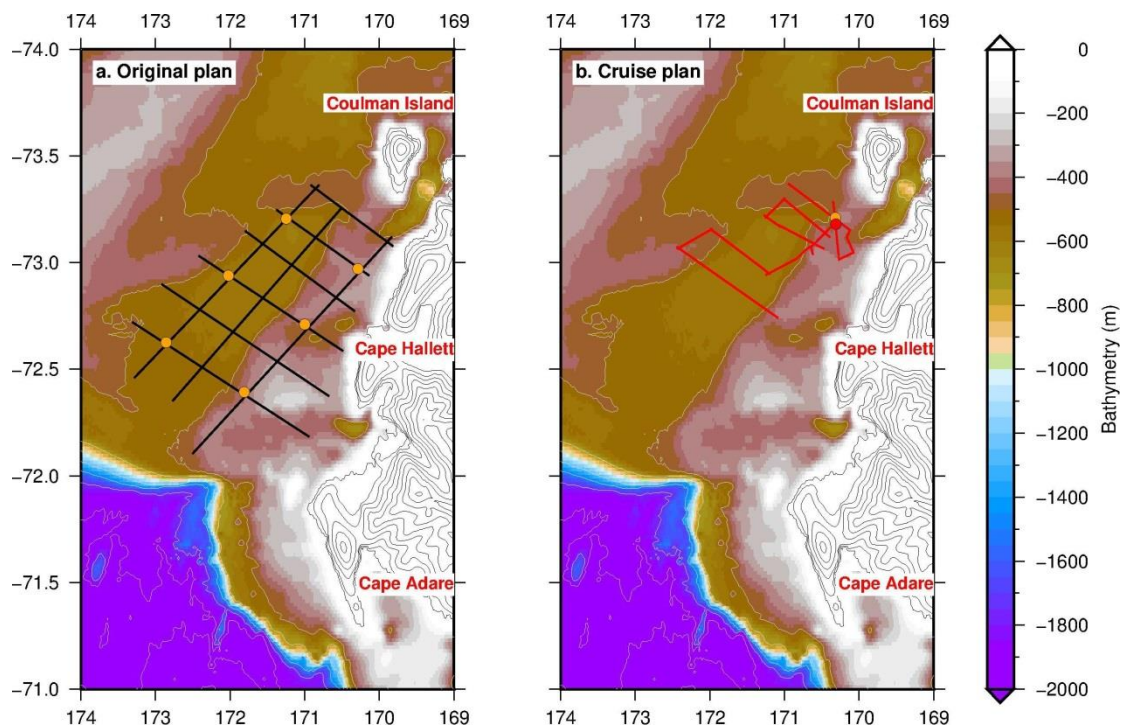 174 173 172 171 170 169
174 173 172 171 170 169
−74.0
−73.5
−73.0
−72.5
−72.0
−71.5
−71.0
a. Original plan
Coulman Island
Cape Hallett
Cape Adare
b. Cruise plan
Coulman Island
Cape Hallett
Cape Adare
0
−200
−400
−600
−800
−1000
−1200
−1400
−1600
−1800
−2000
Bathymetry (m)
174 173 172 171 170 169
174 173 172 171 170 169